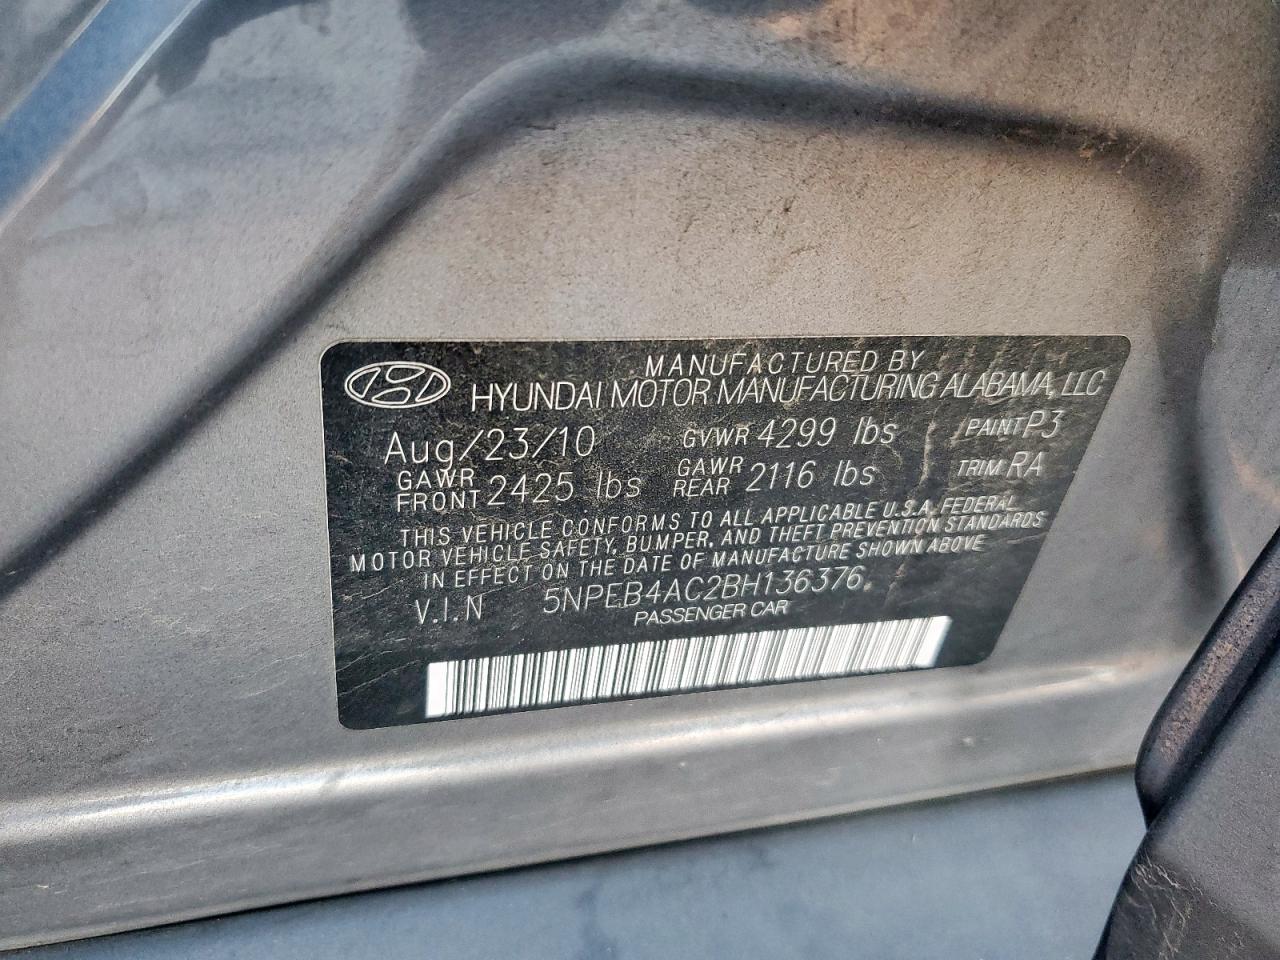 MANUFACTURED BY
HYUNDAI MOTOR MANUFACTURING ALABAMA, LLC
Aug/23/10 GVWR 4299 lbs PAINT P3
GAWR FRONT 2425 lbs GAWR REAR 2116 lbs TRIM RA
THIS VEHICLE CONFORMS TO ALL APPLICABLE U.S.A. FEDERAL
MOTOR VEHICLE SAFETY, BUMPER, AND THEFT PREVENTION STANDARDS
IN EFFECT ON THE DATE OF MANUFACTURE SHOWN ABOVE
V.I.N 5NPEB4AC2BH136376
PASSENGER CAR